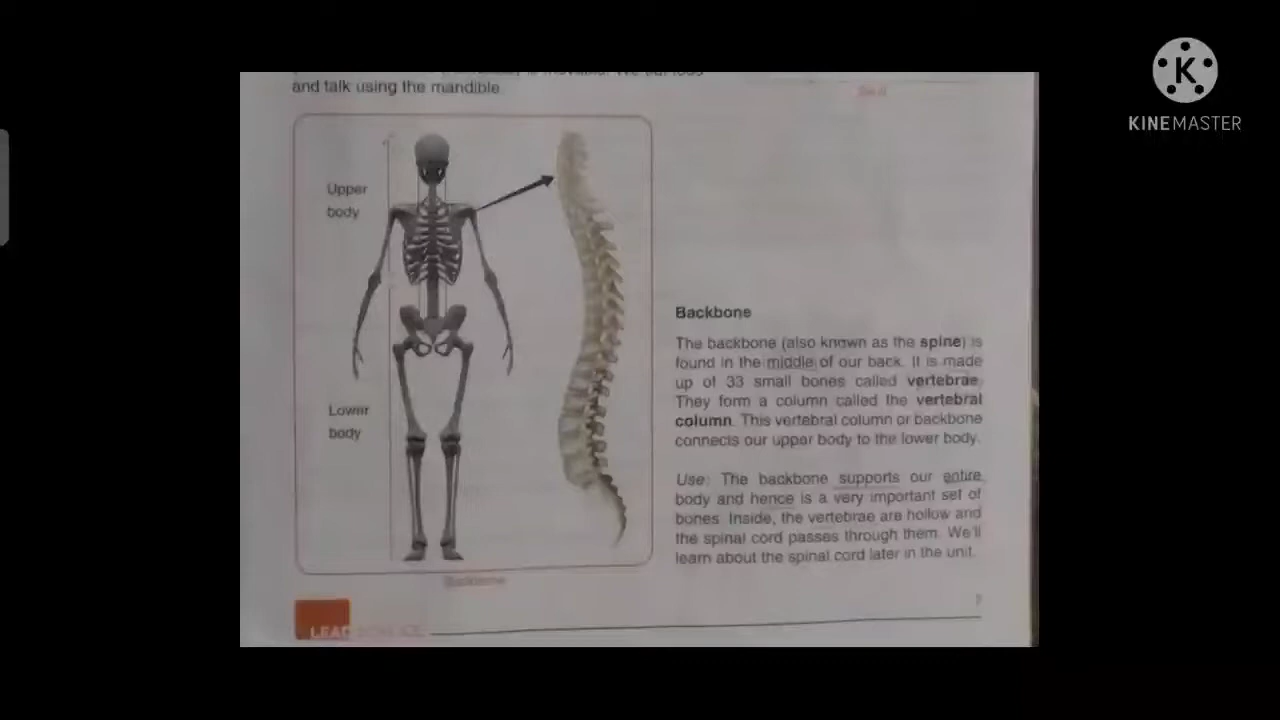 and talk using the mandible.
Upper
body
Lower
body
Backbone
Backbone
The backbone (also known as the spine) is
found in the middle of our back. It is made
up of 33 small bones called vertebrae.
They form a column called the vertebral
column. This vertebral column or backbone
connects our upper body to the lower body.
Use: The backbone supports our entire
body and hence is a very important set of
bones. Inside, the vertebrae are hollow and
the spinal cord passes through them. We'll
learn about the spinal cord later in the unit.
LEAD
KINEMASTER